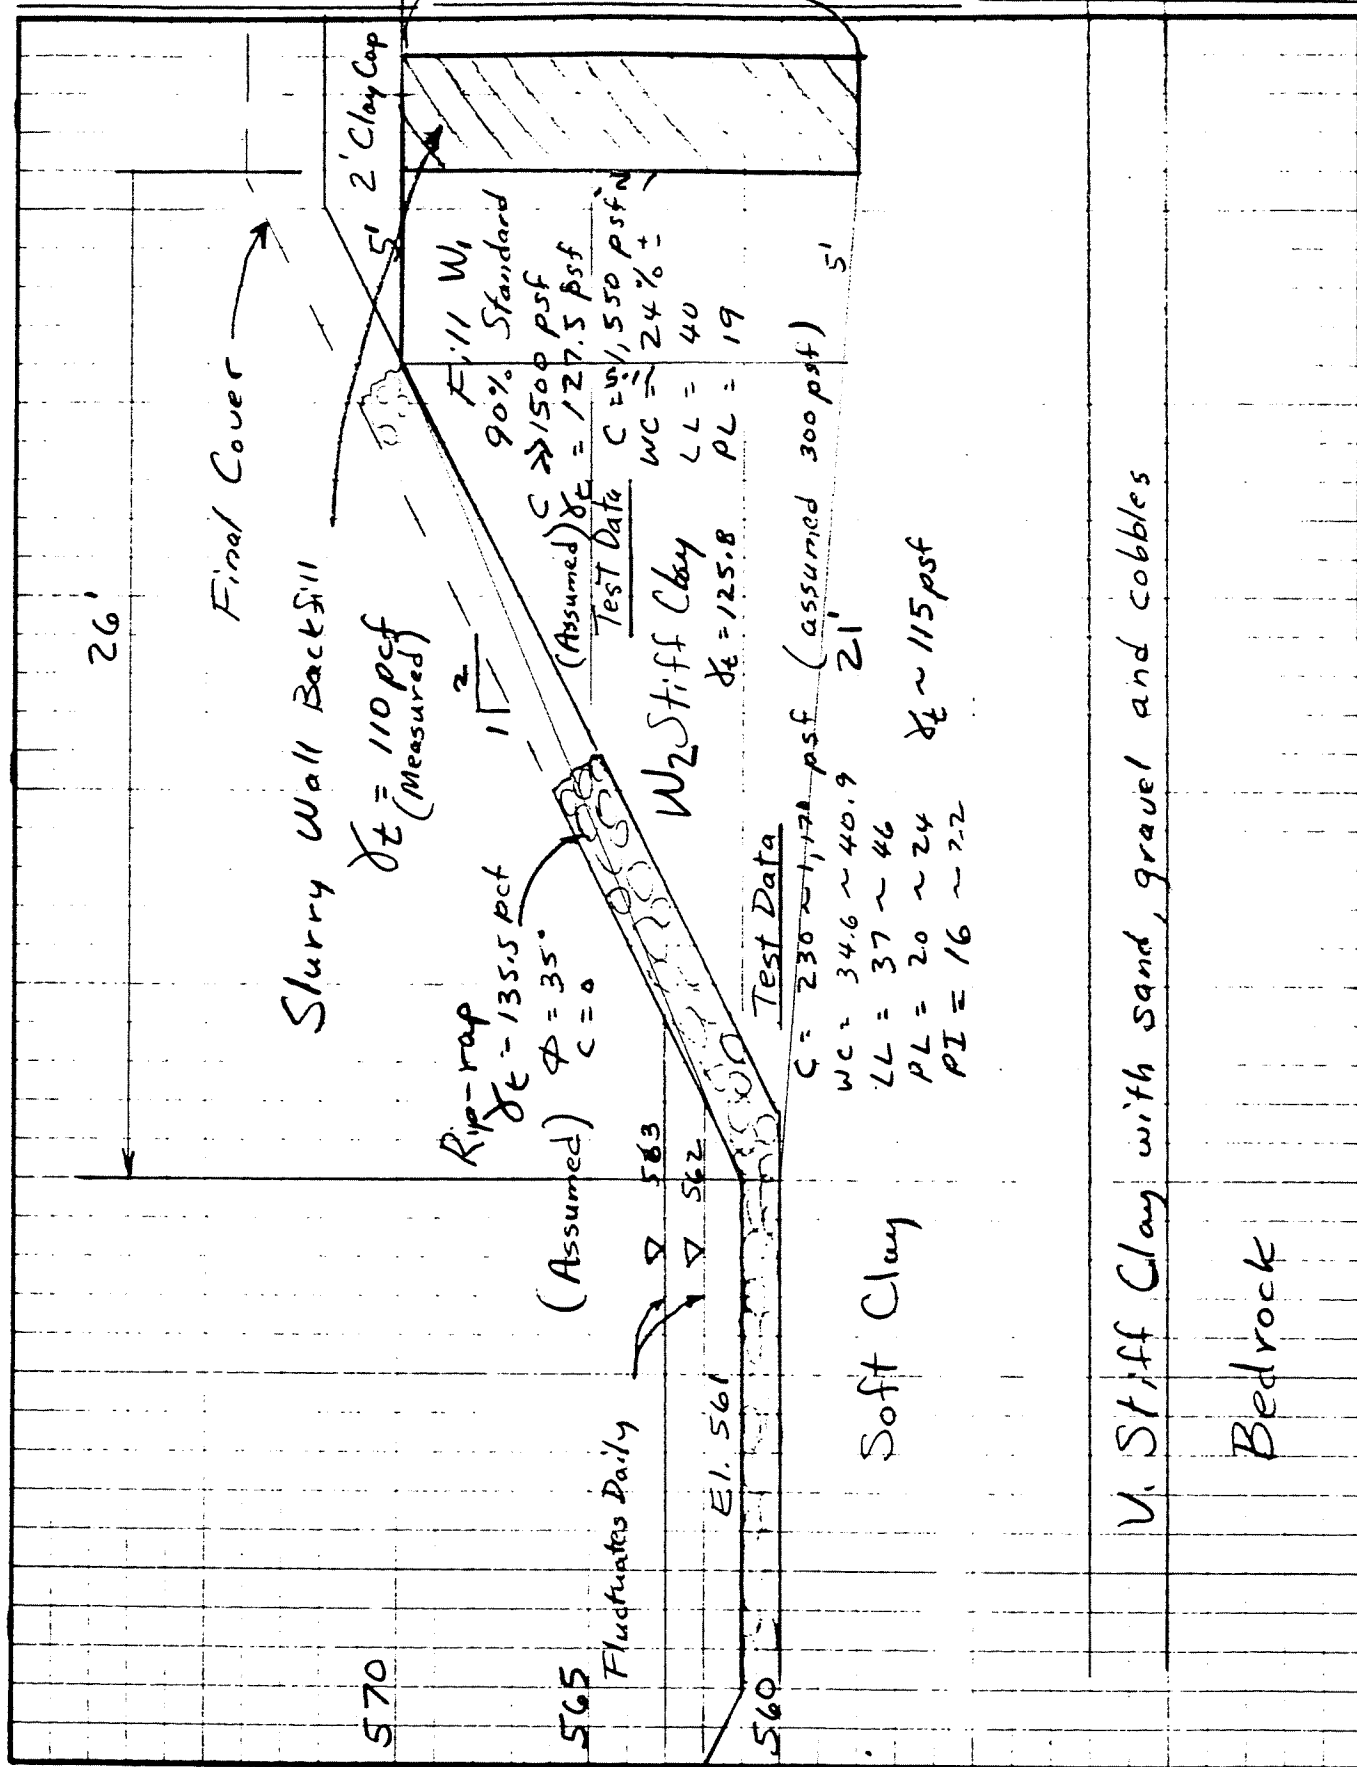 26'
Final Cover
2' Clay Cap
5'
Slurry Wall Backfill
γt = 110 pcf
(Measured)
1
2
Fill W1
90% Standard
C >> 1500 psf
(Assumed) γt = 127.5 psf
Test Data C = 1,550 psf
WC = 24% ±
LL = 40
PL = 19
Rip-rap
γt = 135.5 pcf
(Assumed) φ = 35°
C = 0
W2 Stiff Clay
γt = 125.8
570
565
560
Fluctuates Daily
563
562
El. 561
Test Data
C = 230 ~ 1,170 psf (assumed 300 psf)
WC = 34.6 ~ 40.9
LL = 37 ~ 46
PL = 20 ~ 24
PI = 16 ~ 22
21'
5'
γt ~ 115 psf
Soft Clay
V. Stiff Clay with sand, gravel and cobbles
Bedrock